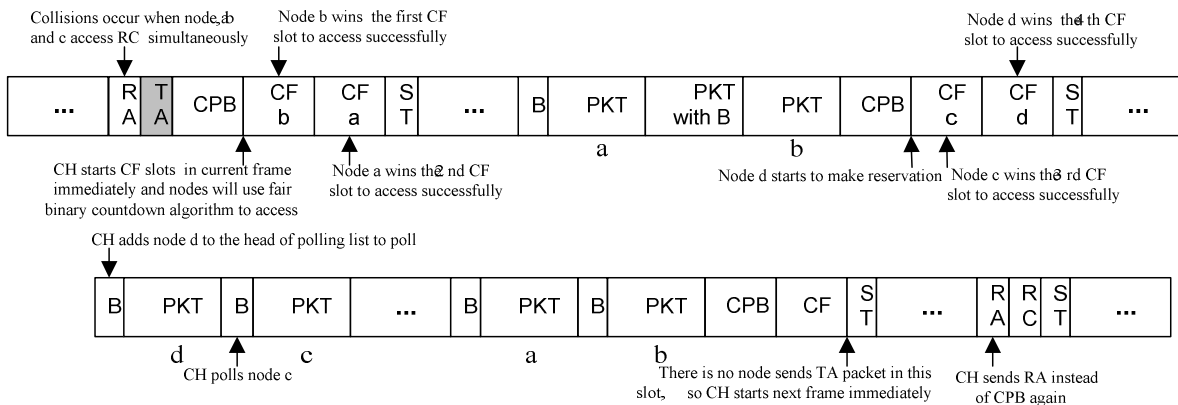 Collisions occur when node,a,b
and c access RC simultaneously
Node b wins the first CF
slot to access successfully
Node d wins the 4 th CF
slot to access successfully
...
R A
T A
CPB
CF b
CF a
S T
...
B
PKT
PKT with B
PKT
CPB
CF c
CF d
S T
...
a
b
CH starts CF slots in current frame
immediately and nodes will use fair
binary countdown algorithm to access
Node a wins the 2 nd CF
slot to access successfully
Node d starts to make reservation
Node c wins the 3 rd CF
slot to access successfully
CH adds node d to the head of polling list to poll
B
PKT
B
PKT
...
B
PKT
B
PKT
CPB
CF
S T
...
R A
R C
S T
...
d
c
a
b
CH polls node c
There is no node sends TA packet in this
slot, so CH starts next frame immediately
CH sends RA instead
of CPB again